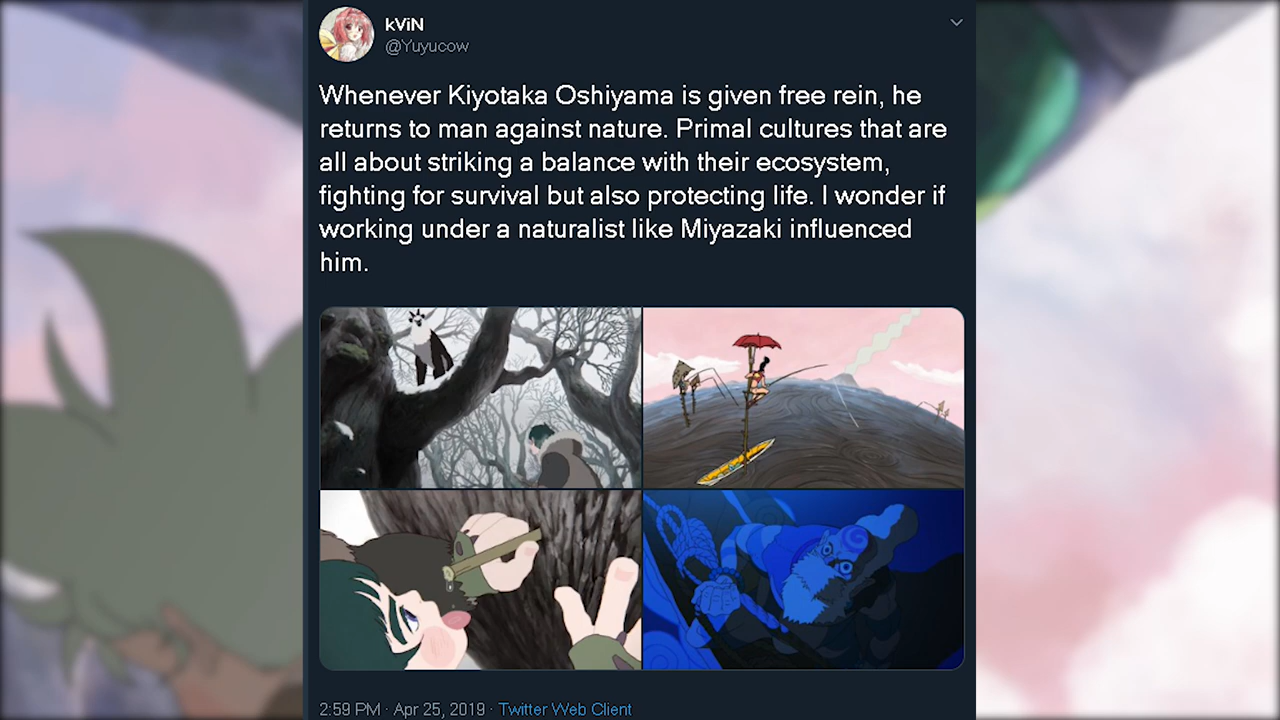 kViN
@Yuyucow
Whenever Kiyotaka Oshiyama is given free rein, he
returns to man against nature. Primal cultures that are
all about striking a balance with their ecosystem,
fighting for survival but also protecting life. I wonder if
working under a naturalist like Miyazaki influenced
him.
2:59 PM · Apr 25, 2019 · Twitter Web Client